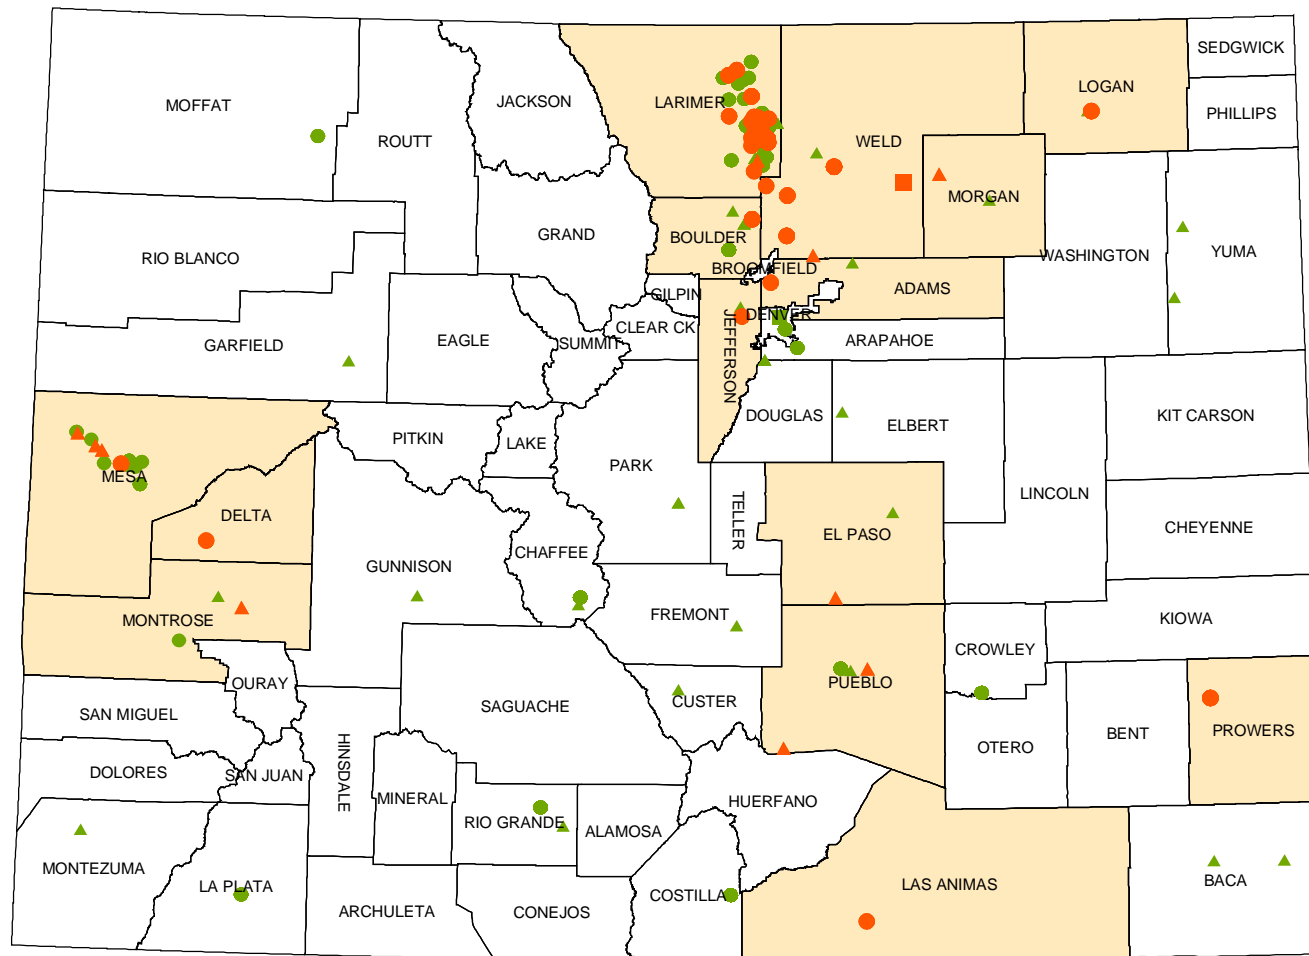 SEDGWICK
LOGAN
JACKSON
LARIMER
MOFFAT
PHILLIPS
ROUTT
WELD
MORGAN
GRAND
BOULDER
YUMA
WASHINGTON
RIO BLANCO
BROOMFIELD
ADAMS
GILPIN
DENVER
CLEAR CK
EAGLE
SUMMIT
ARAPAHOE
GARFIELD
JEFFERSON
DOUGLAS
KIT CARSON
ELBERT
PITKIN
LAKE
PARK
MESA
LINCOLN
TELLER
DELTA
CHEYENNE
EL PASO
CHAFFEE
GUNNISON
FREMONT
KIOWA
MONTROSE
CROWLEY
OURAY
PUEBLO
CUSTER
SAGUACHE
SAN MIGUEL
PROWERS
BENT
OTERO
DOLORES
SAN JUAN
HINSDALE
MINERAL
HUERFANO
RIO GRANDE
ALAMOSA
MONTEZUMA
BACA
LAS ANIMAS
LA PLATA
COSTILLA
ARCHULETA
CONEJOS